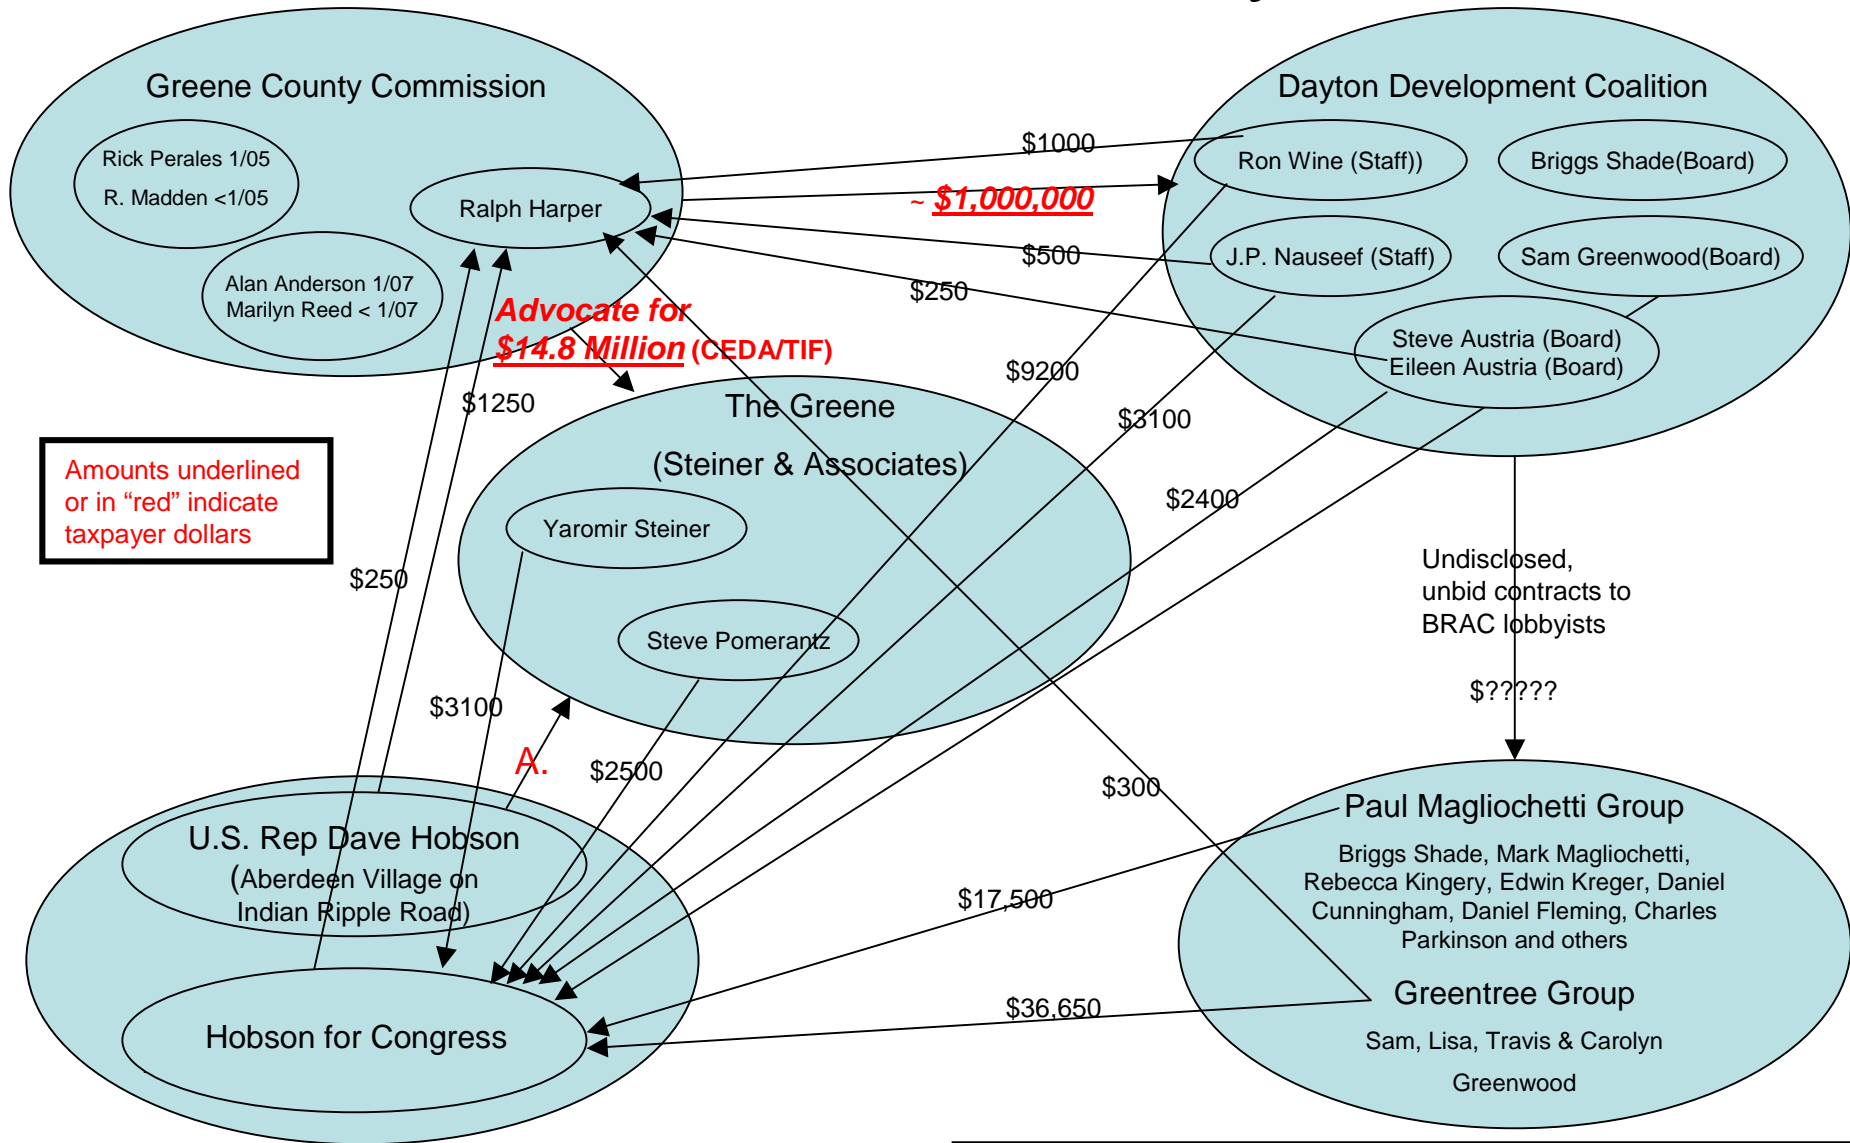 Greene County Commission
Rick Perales 1/05
R. Madden <1/05
Ralph Harper
Alan Anderson 1/07
Marilyn Reed < 1/07
Dayton Development Coalition
Ron Wine (Staff))
Briggs Shade(Board)
J.P. Nauseef (Staff)
Sam Greenwood(Board)
Steve Austria (Board)
Eileen Austria (Board)
$1000
~ $1,000,000
$500
$250
Advocate for
$14.8 Million (CEDA/TIF)
$9200
$1250
$3100
$2400
The Greene
(Steiner & Associates)
Yaromir Steiner
Steve Pomerantz
Amounts underlined
or in “red” indicate
taxpayer dollars
$250
$3100
A.
$2500
Undisclosed,
unbid contracts to
BRAC lobbyists
$?????
$300
U.S. Rep Dave Hobson
(Aberdeen Village on
Indian Ripple Road)
Hobson for Congress
$17,500
$36,650
Paul Magliochetti Group
Briggs Shade, Mark Magliochetti,
Rebecca Kingery, Edwin Kreger, Daniel
Cunningham, Daniel Fleming, Charles
Parkinson and others
Greentree Group
Sam, Lisa, Travis & Carolyn
Greenwood